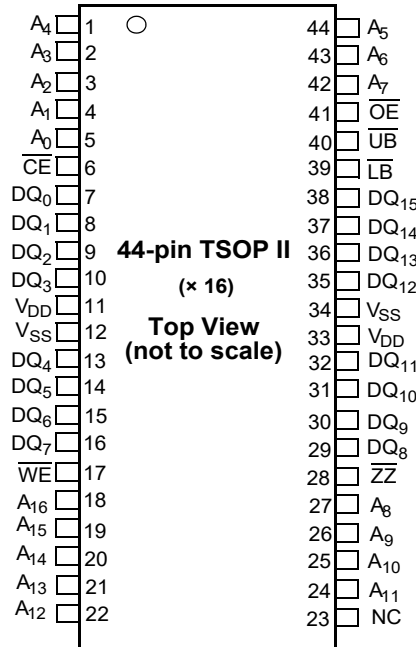 A4 1 44 A5
A3 2 43 A6
A2 3 42 A7
A1 4 41 OE
A0 5 40 UB
CE 6 39 LB
DQ0 7 38 DQ15
DQ1 8 37 DQ14
DQ2 9 44-pin TSOP II 36 DQ13
DQ3 10 (× 16) 35 DQ12
VDD 11 34 VSS
VSS 12 Top View 33 VDD
DQ4 13 (not to scale) 32 DQ11
DQ5 14 31 DQ10
DQ6 15 30 DQ9
DQ7 16 29 DQ8
WE 17 28 ZZ
A16 18 27 A8
A15 19 26 A9
A14 20 25 A10
A13 21 24 A11
A12 22 23 NC